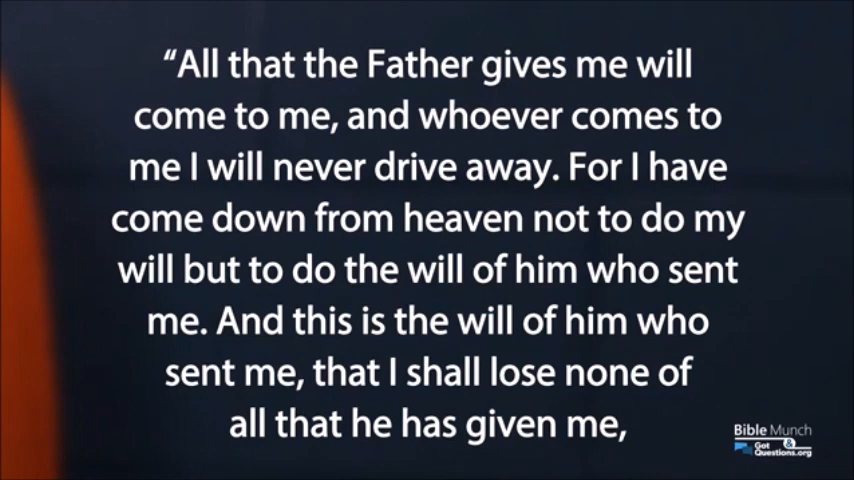 “All that the Father gives me will
come to me, and whoever comes to
me I will never drive away. For I have
come down from heaven not to do my
will but to do the will of him who sent
me. And this is the will of him who
sent me, that I shall lose none of
all that he has given me,
Bible Munch
&
Got
Questions.org